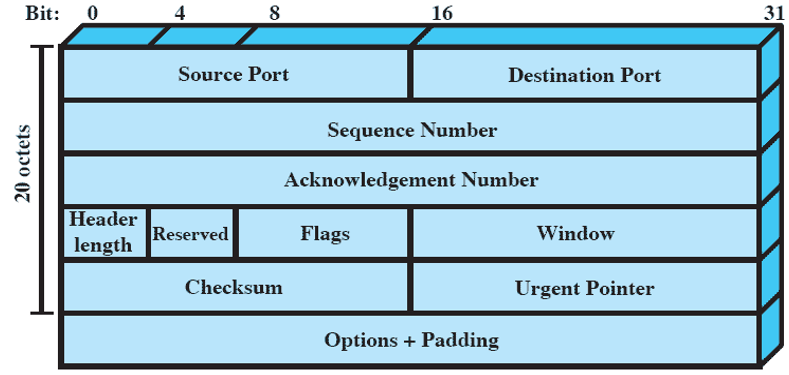 Bit: 0 4 8 16 31
Source Port Destination Port
Sequence Number
Acknowledgement Number
Header
length
Reserved Flags Window
Checksum Urgent Pointer
Options + Padding
20 octets